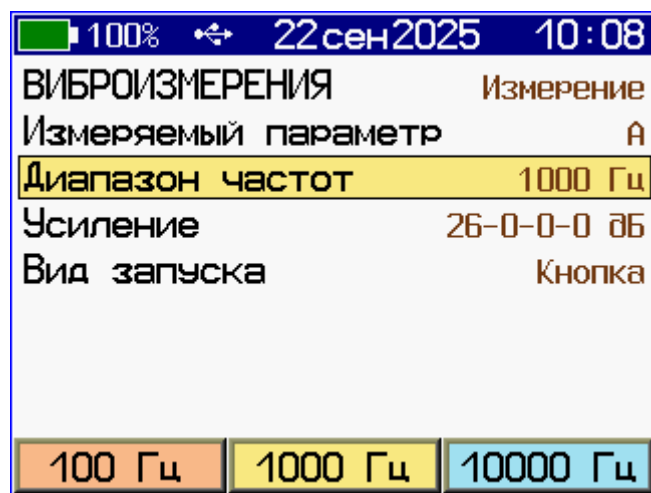 100% 22сен2025 10:08
ВИБРОИЗМЕРЕНИЯ Измерение
Измеряемый параметр А
Диапазон частот 1000 Гц
Усиление 26-0-0-0 дБ
Вид запуска Кнопка
100 Гц 1000 Гц 10000 Гц